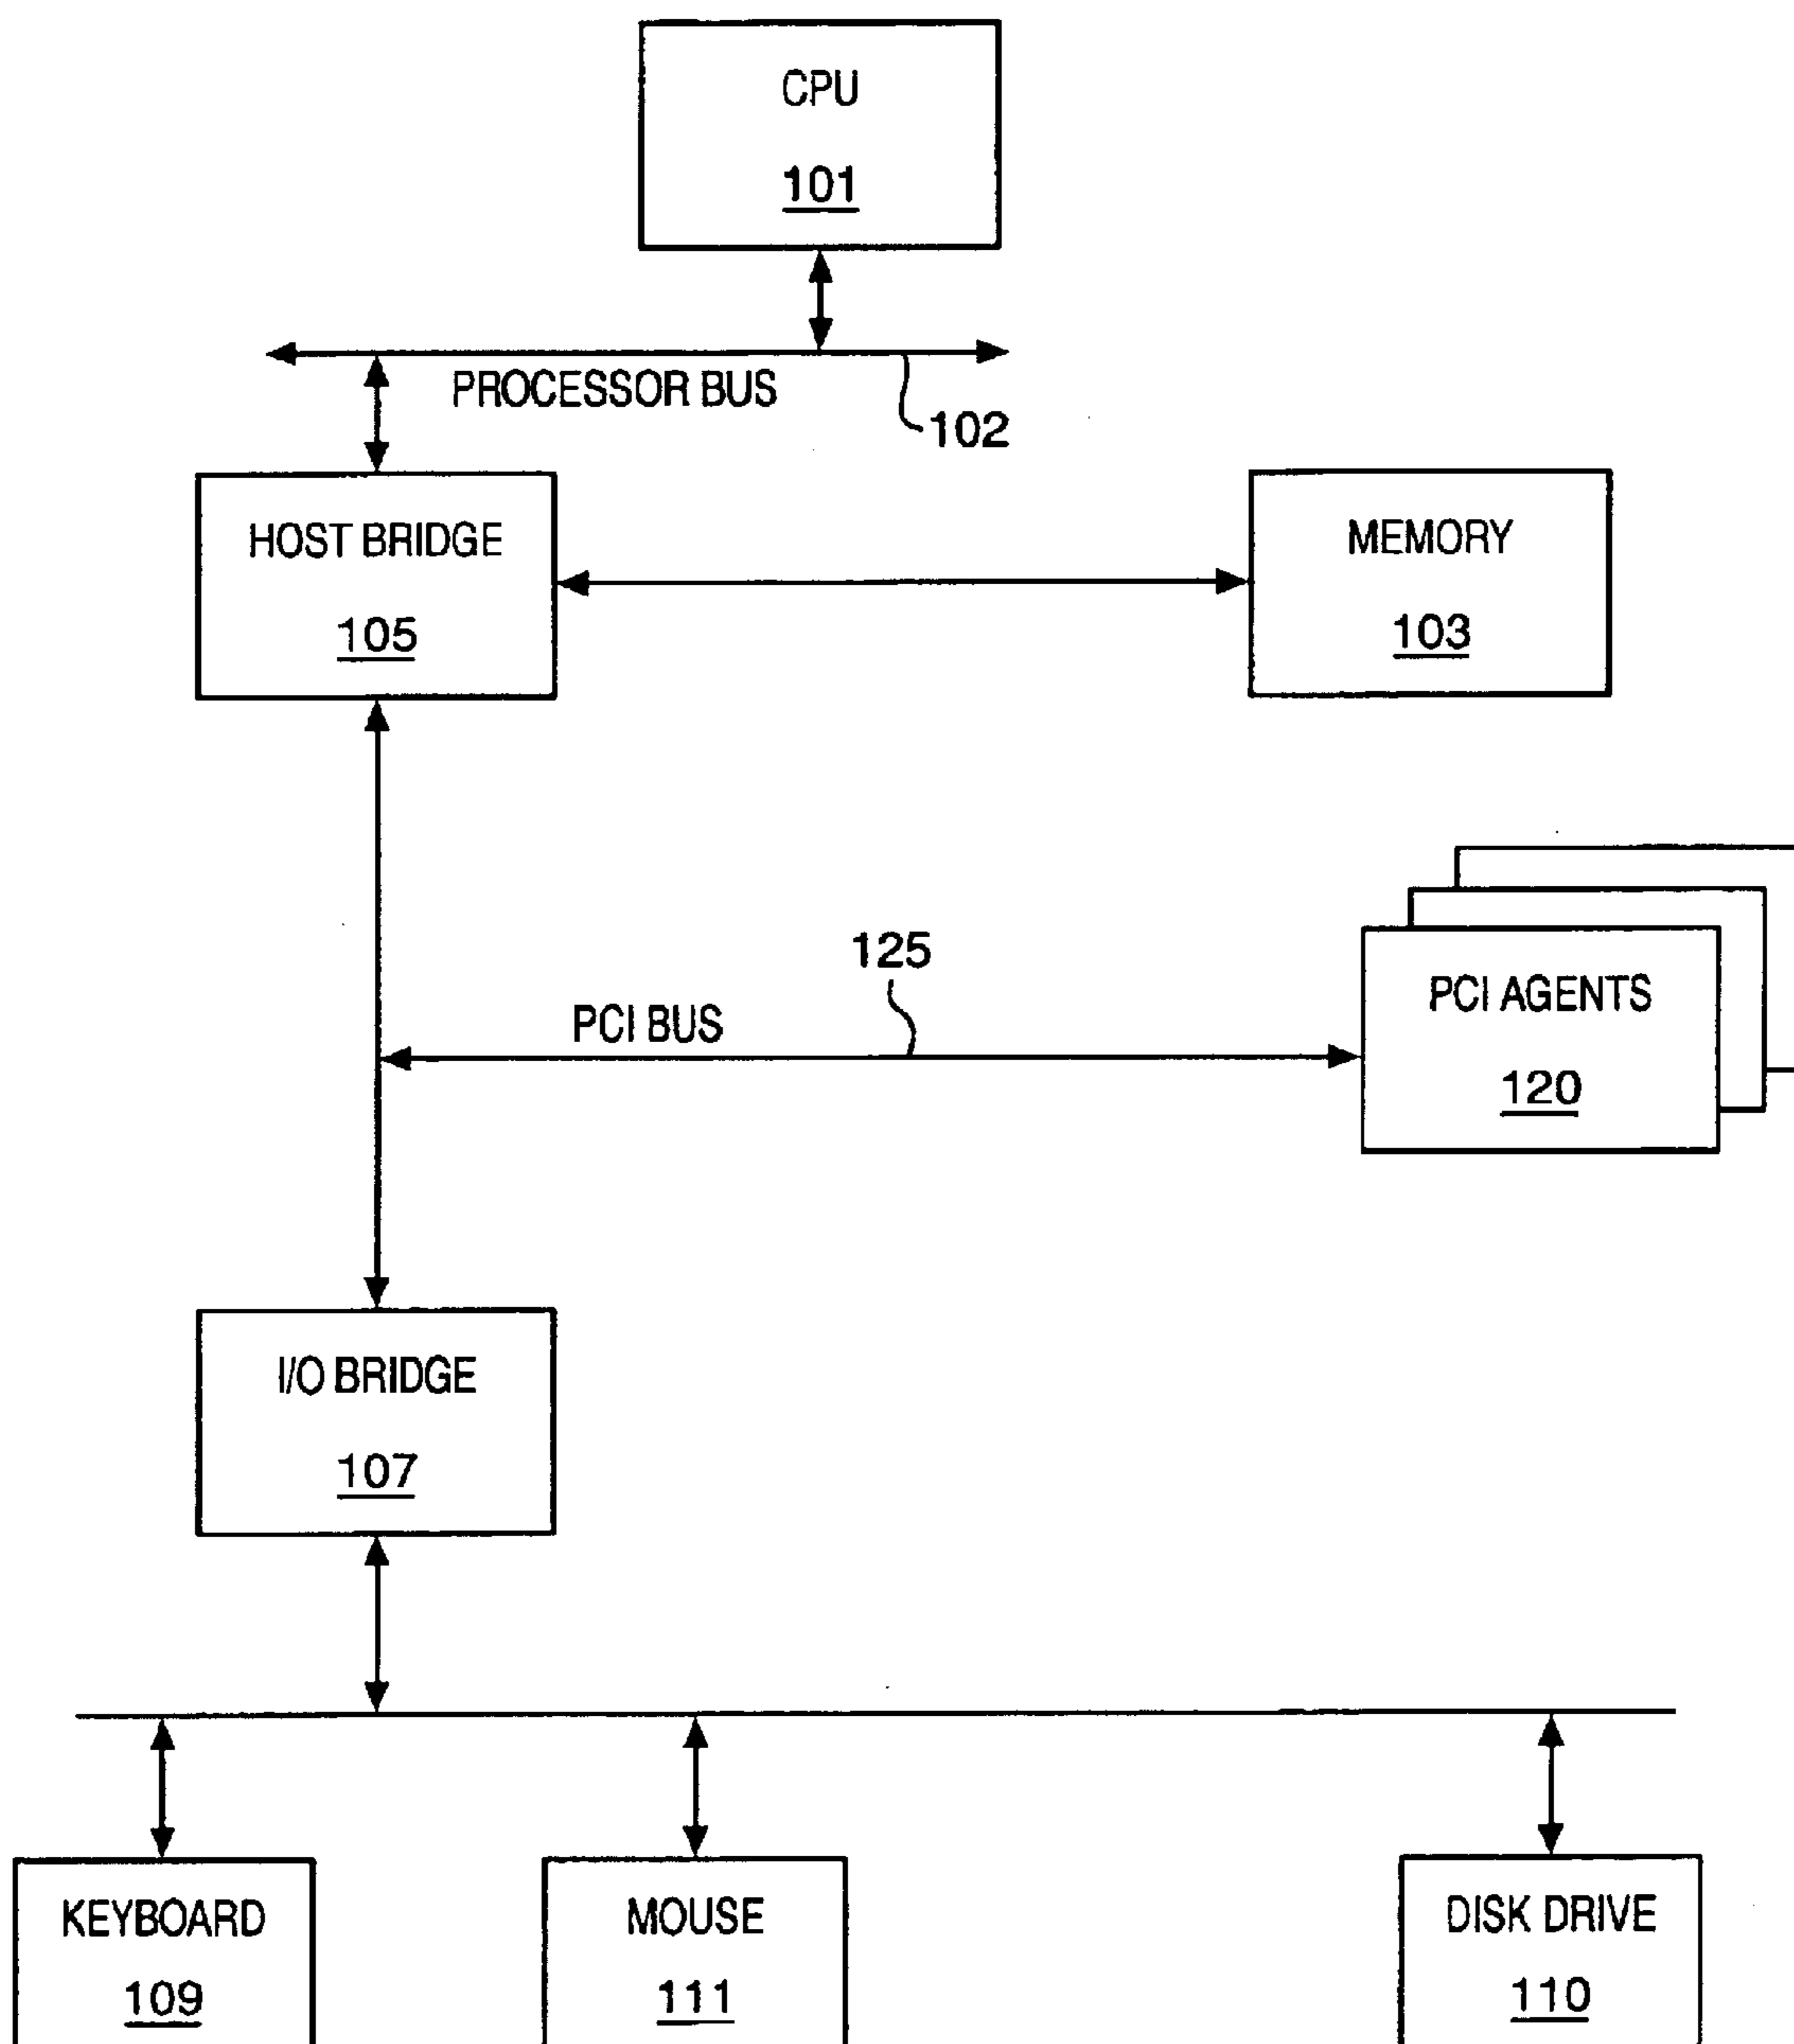 CPU
101
PROCESSOR BUS
102
HOST BRIDGE
105
MEMORY
103
125
PCI BUS
PCI AGENTS
120
I/O BRIDGE
107
KEYBOARD
109
MOUSE
111
DISK DRIVE
110